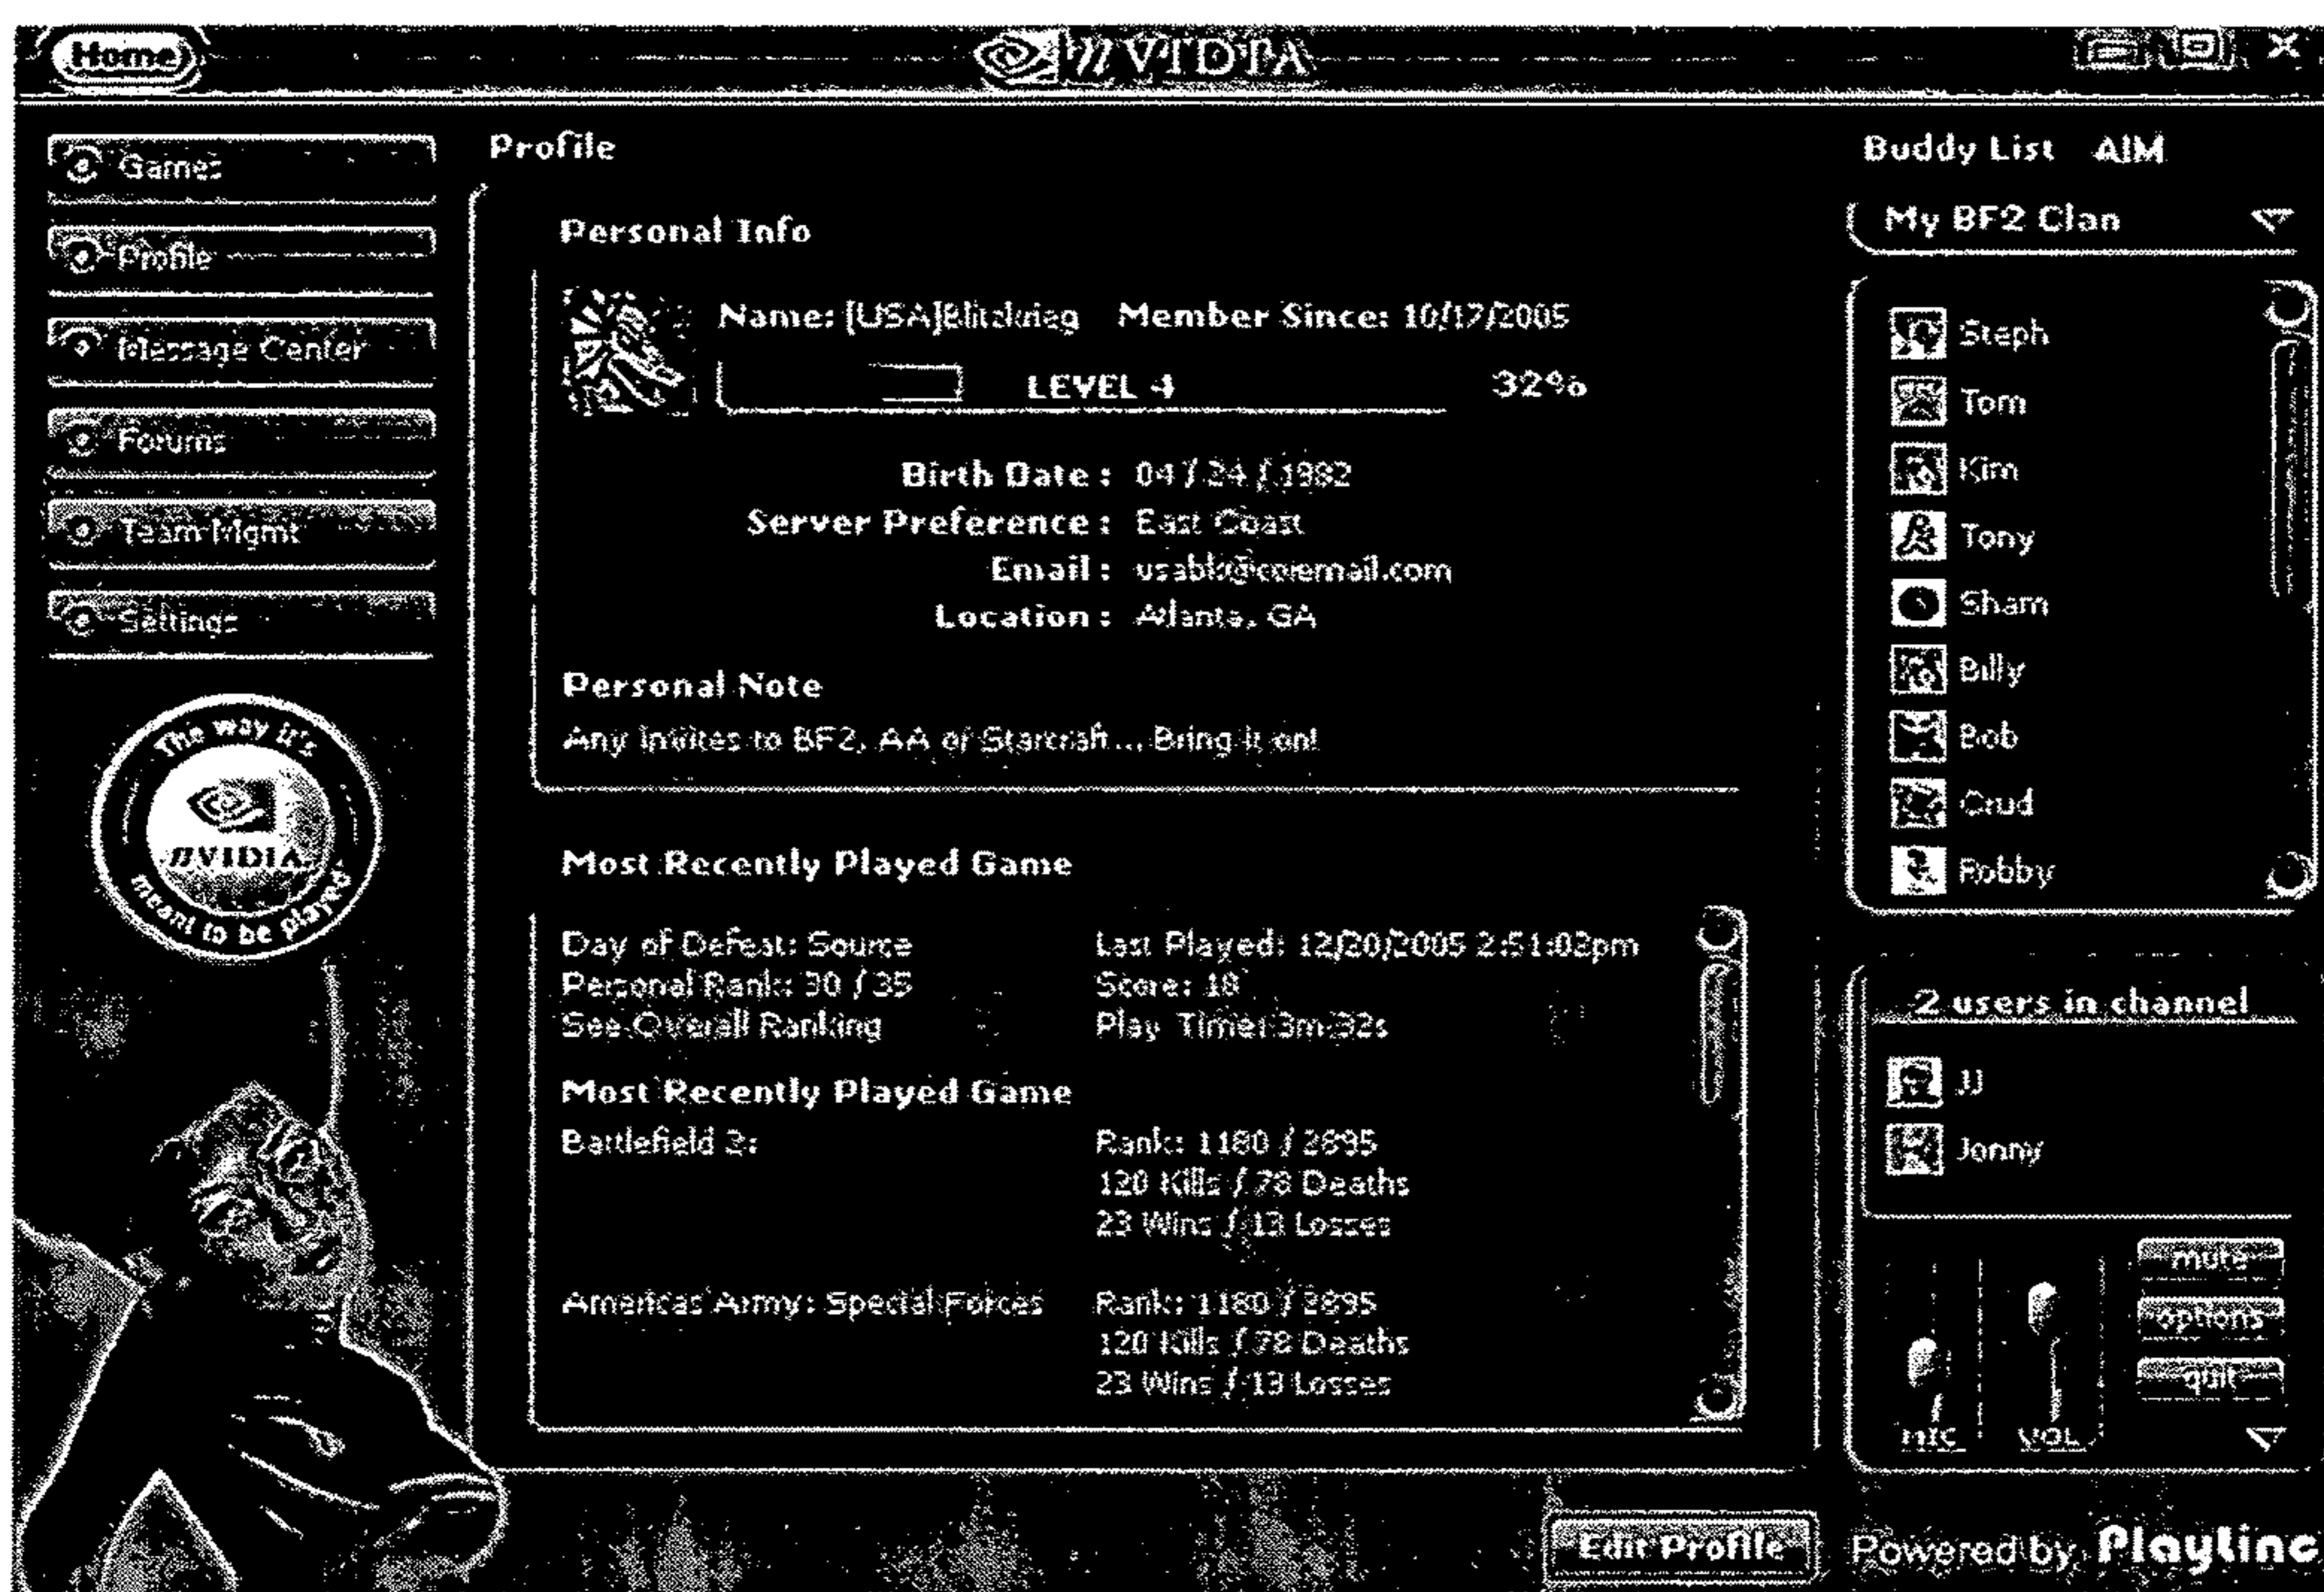 Home
nVIDIA
Games
Profile
Message Center
Forums
Team Mgmt
Settings
The way it's
nVIDIA
meant to be played
Profile
Personal Info
Name: [USA]Blitzkrieg Member Since: 10/17/2005
LEVEL 4 32%
Birth Date : 04 / 24 / 1982
Server Preference : East Coast
Email :
Location : Atlanta, GA
Personal Note
Any invites to BF2, AA or Starcraft... Bring it on!
Most Recently Played Game
Day of Defeat: Source Last Played: 12/20/2005 2:51:02pm
Personal Rank: 30 / 35 Score: 18
See Overall Ranking Play Time: 3m 32s
Most Recently Played Game
Battlefield 2: Rank: 1180 / 2895
120 Kills / 78 Deaths
23 Wins / 13 Losses
Americas Army: Special Forces Rank: 1180 / 2895
120 Kills / 78 Deaths
23 Wins / 13 Losses
Edit Profile
Buddy List AIM
My BF2 Clan
Steph
Tom
Kim
Tony
Sham
Billy
Bob
Crud
Robby
2 users in channel
JJ
Jonny
mute
options
quit
MIC VOL
Powered by PlayLinc